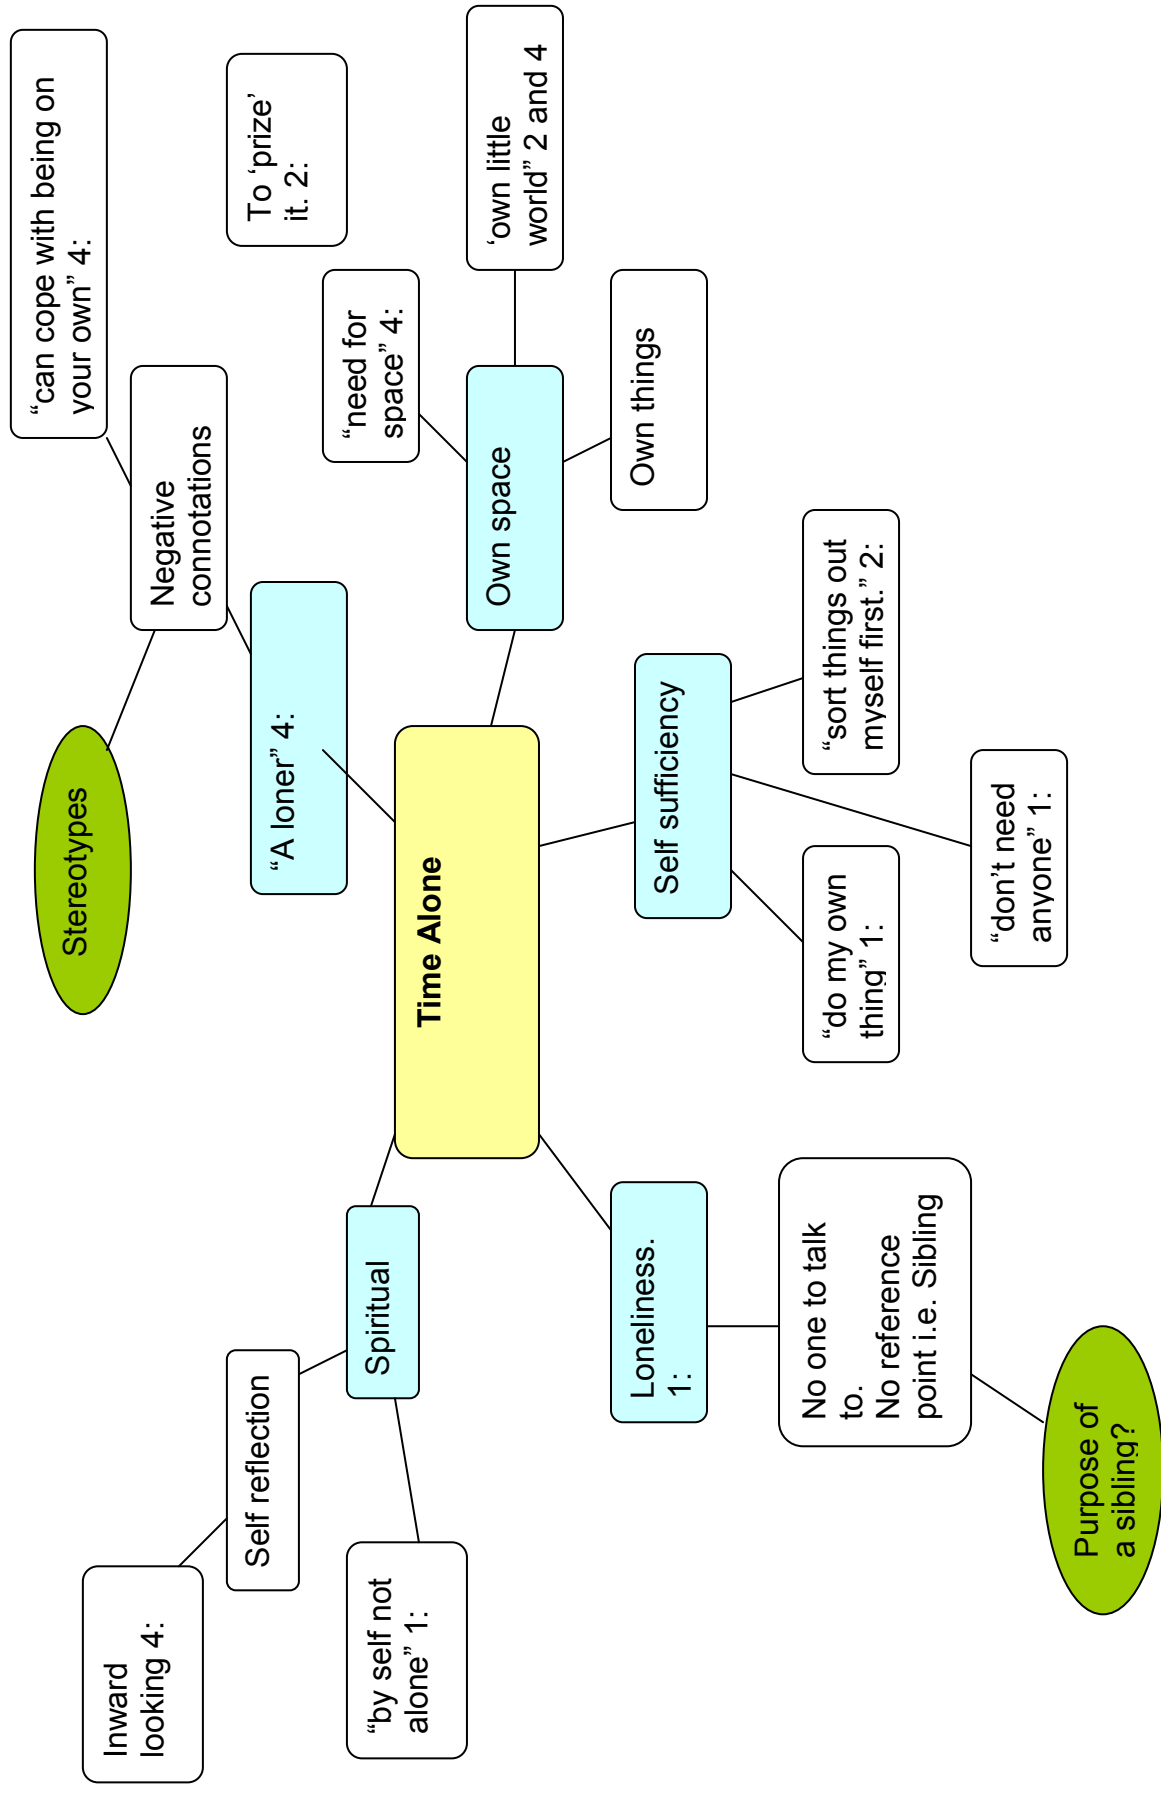 Inward
looking 4:
Self reflection
“by self not
alone” 1:
Spiritual
Stereotypes
“A loner” 4:
Negative
connotations
“can cope with being on
your own” 4:
To ‘prize’
it. 2:
Time Alone
“need for
space” 4:
Own space
‘own little
world” 2 and 4
Own things
Loneliness.
1:
No one to talk
to.
No reference
point i.e. Sibling
Purpose of
a sibling?
Self sufficiency
“do my own
thing” 1:
“don’t need
anyone” 1:
“sort things out
myself first.” 2: